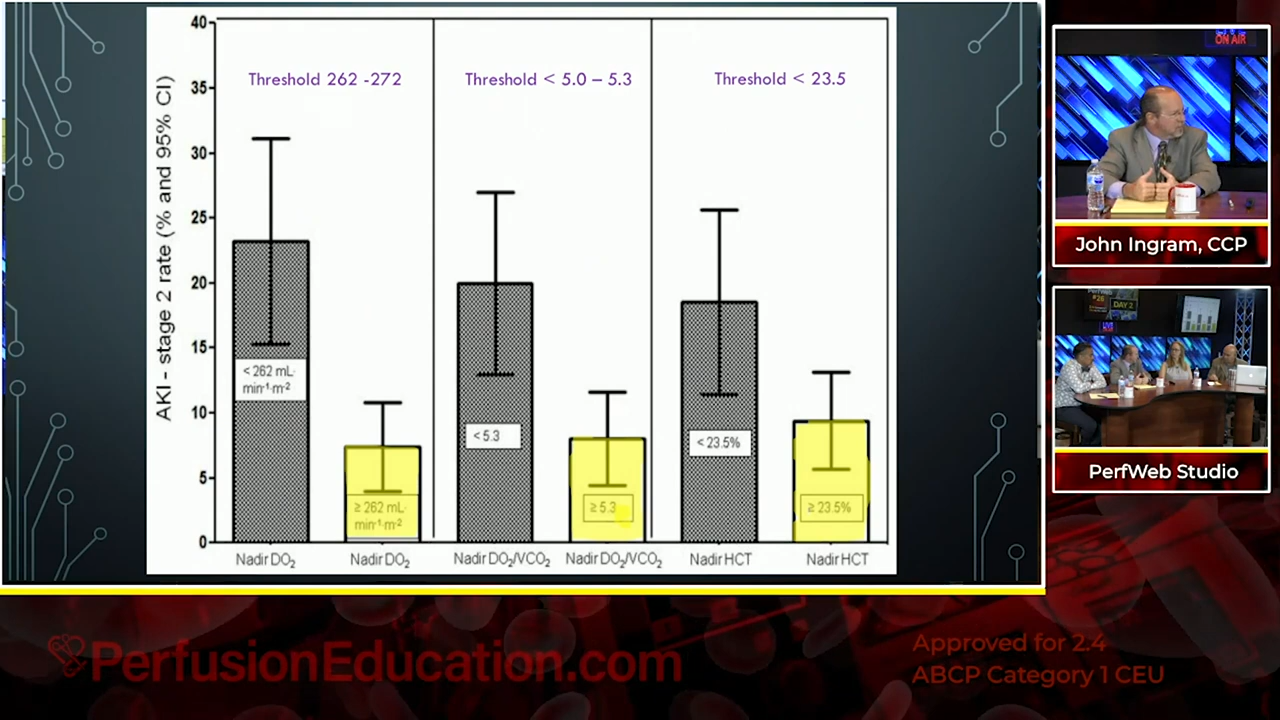 40
35
30
25
20
15
10
5
0
AKI - stage 2 rate (% and 95% CI)
Threshold 262 -272
Threshold < 5.0 – 5.3
Threshold < 23.5
< 262 mL·
min⁻¹·m⁻²
≥ 262 mL·
min⁻¹·m⁻²
< 5.3
≥ 5.3
< 23.5%
≥ 23.5%
Nadir DO₂
Nadir DO₂
Nadir DO₂/VCO₂
Nadir DO₂/VCO₂
Nadir HCT
Nadir HCT
ON AIR
John Ingram, CCP
DAY 2
PerfWeb Studio
PerfusionEducation.com
Approved for 2.4
ABCP Category 1 CEU